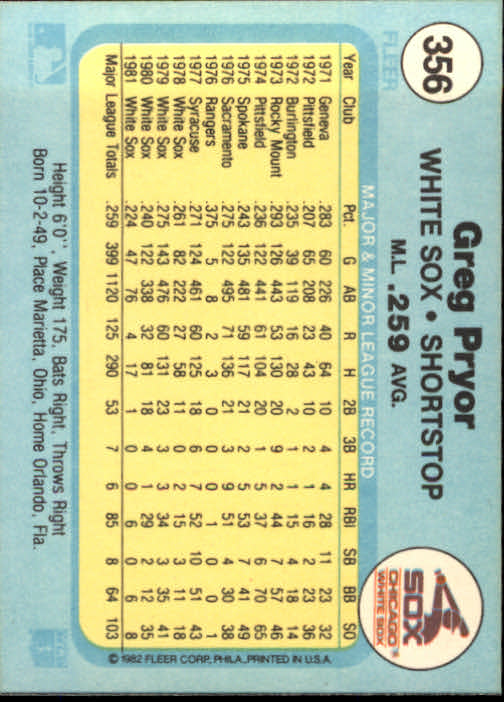 356
FLEER
Greg Pryor
WHITE SOX • SHORTSTOP
M.L .259 AVG.
CHICAGO WHITE SOX
SOX
MAJOR & MINOR LEAGUE RECORD
Year Club Pct. G AB R H 2B 3B HR RBI SB BB SO
1971 Geneva .283 60 226 40 64 10 4 4 28 11 23 32
1972 Pittsfield .207 65 208 23 43 10 15 23 36
1972 Burlington .235 39 119 16 28 2 1 1 16 4 18 14
1973 Rocky Mount .293 126 443 53 130 20 9 2 44 7 57 46
1974 Pittsfield .236 122 441 61 104 20 1 5 37 6 65 70
1975 Spokane .243 135 481 59 117 21 2 5 53 7 41 49
1976 Sacramento .275 122 495 71 136 21 3 9 51 4 30 38
1976 Rangers .375 5 8 2 3 0 0 0 1 0 0 1
1977 Syracuse .271 124 461 60 125 18 52 10 51 43
1978 White Sox .261 82 222 27 58 11 0 2 15 3 11 18
1979 White Sox .275 143 476 60 131 23 3 3 34 3 35 41
1980 White Sox .240 122 338 32 81 18 4 1 29 2 12 35
1981 White Sox .224 47 76 4 17 1 0 0 6 0 6 8
Major League Totals .259 399 1120 125 290 53 7 6 85 8 64 103
© 1982 FLEER CORP., PHILA., PRINTED IN U.S.A.
Height 6'0", Weight 175, Bats Right, Throws Right
Born 10-2-49, Place Marietta, Ohio, Home Orlando, Fla.